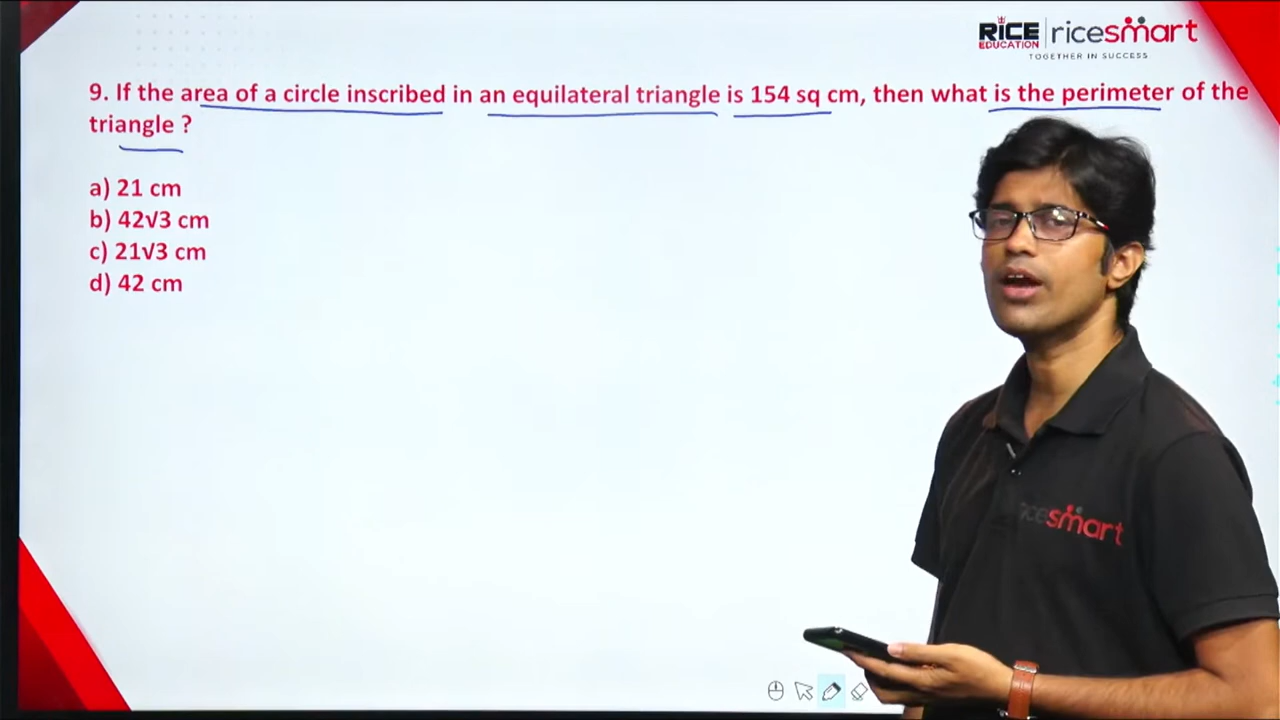 RICE
EDUCATION
ricesmart
TOGETHER IN SUCCESS
9. If the area of a circle inscribed in an equilateral triangle is 154 sq cm, then what is the perimeter of the
triangle ?
a) 21 cm
b) 42√3 cm
c) 21√3 cm
d) 42 cm
ricesmart